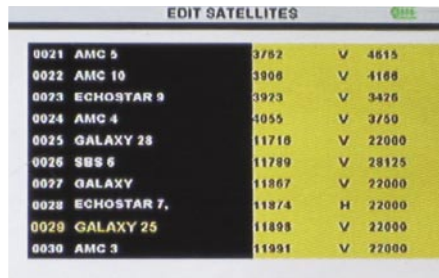 EDIT SATELLITES
0021 AMC 5 3762 V 4615
0022 AMC 10 3906 V 4166
0023 ECHOSTAR 9 3923 V 3426
0024 AMC 4 4055 V 3750
0025 GALAXY 28 11716 V 22000
0026 SBS 6 11789 V 28125
0027 GALAXY 11867 V 22000
0028 ECHOSTAR 7, 11874 H 22000
0029 GALAXY 25 11898 V 22000
0030 AMC 3 11991 V 22000